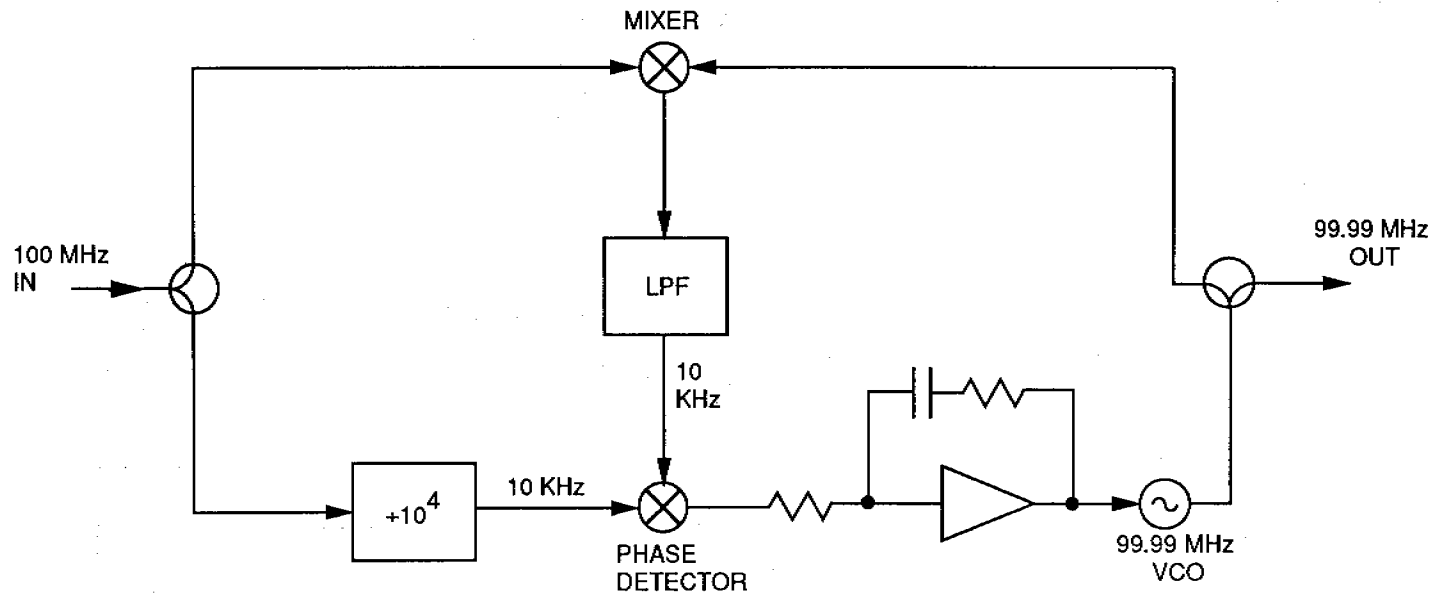 MIXER
100 MHz
IN
99.99 MHz
OUT
LPF
10
KHz
+10⁴
10 KHz
PHASE
DETECTOR
99.99 MHz
VCO